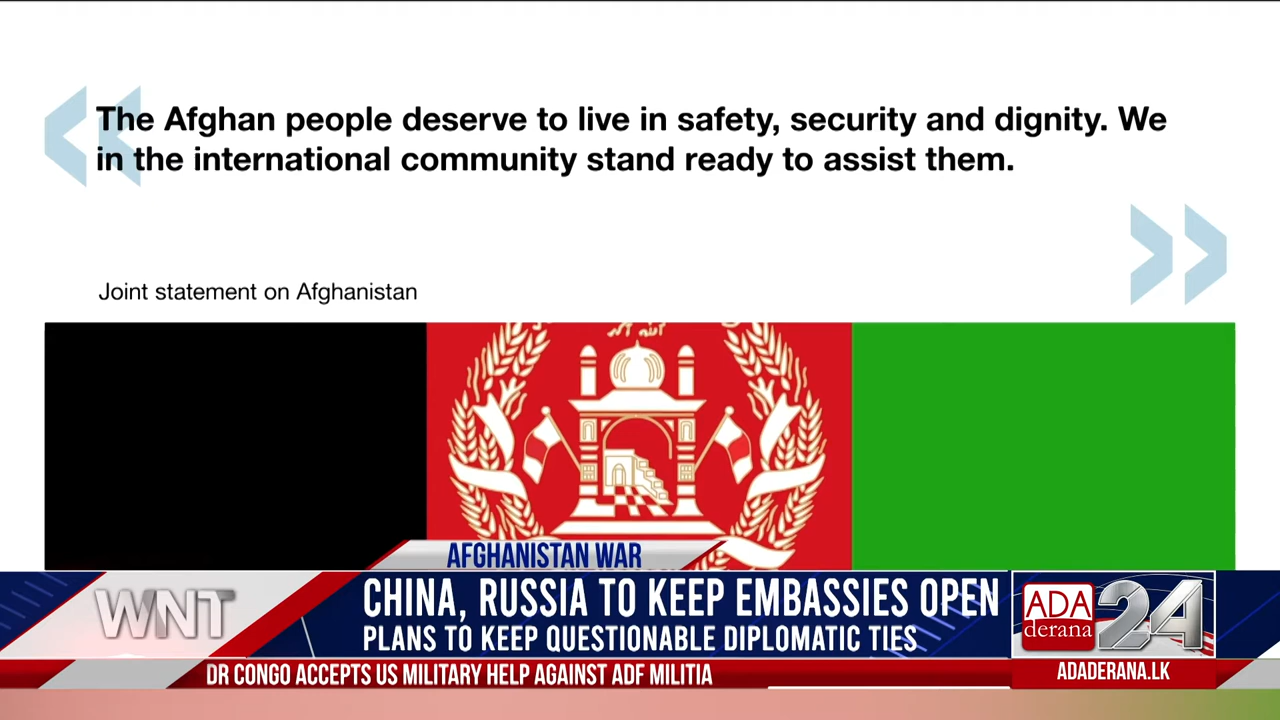 The Afghan people deserve to live in safety, security and dignity. We
in the international community stand ready to assist them.
Joint statement on Afghanistan
AFGHANISTAN WAR
WNT
CHINA, RUSSIA TO KEEP EMBASSIES OPEN
PLANS TO KEEP QUESTIONABLE DIPLOMATIC TIES
ADA
derana
24
DR CONGO ACCEPTS US MILITARY HELP AGAINST ADF MILITIA
ADADERANA.LK